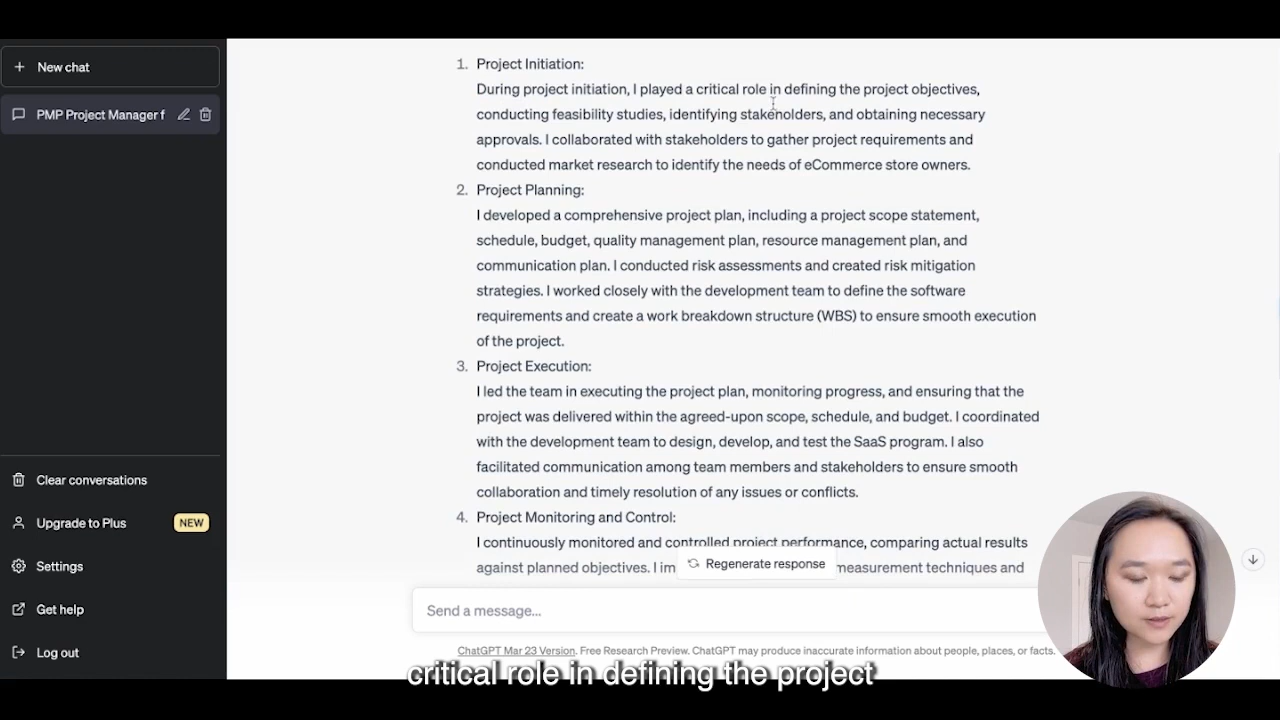 New chat
PMP Project Manager f
Clear conversations
Upgrade to Plus NEW
Settings
Get help
Log out
1. Project Initiation:
During project initiation, I played a critical role in defining the project objectives,
conducting feasibility studies, identifying stakeholders, and obtaining necessary
approvals. I collaborated with stakeholders to gather project requirements and
conducted market research to identify the needs of eCommerce store owners.
2. Project Planning:
I developed a comprehensive project plan, including a project scope statement,
schedule, budget, quality management plan, resource management plan, and
communication plan. I conducted risk assessments and created risk mitigation
strategies. I worked closely with the development team to define the software
requirements and create a work breakdown structure (WBS) to ensure smooth execution
of the project.
3. Project Execution:
I led the team in executing the project plan, monitoring progress, and ensuring that the
project was delivered within the agreed-upon scope, schedule, and budget. I coordinated
with the development team to design, develop, and test the SaaS program. I also
facilitated communication among team members and stakeholders to ensure smooth
collaboration and timely resolution of any issues or conflicts.
4. Project Monitoring and Control:
I continuously monitored and controlled project performance, comparing actual results
against planned objectives. I im measurement techniques and
Regenerate response
Send a message...
ChatGPT Mar 23 Version. Free Research Preview. ChatGPT may produce inaccurate information about people, places, or facts.
critical role in defining the project